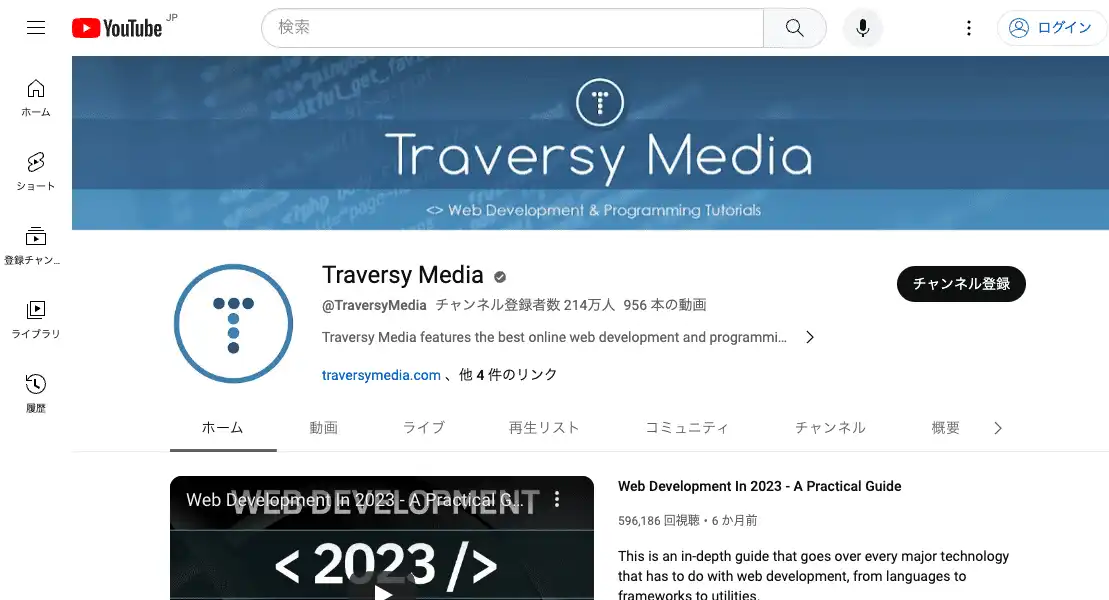 YouTube JP
検索
ログイン
ホーム
ショート
登録チャン...
ライブラリ
履歴
Traversy Media
<> Web Development & Programming Tutorials
Traversy Media
@TraversyMedia チャンネル登録者数 214万人 956 本の動画
Traversy Media features the best online web development and programmi...
traversymedia.com 、他 4 件のリンク
チャンネル登録
ホーム 動画 ライブ 再生リスト コミュニティ チャンネル 概要
Web Development In 2023 - A Practical G...
WEB DEVELOPMENT
< 2023 />
Web Development In 2023 - A Practical Guide
596,186 回視聴・6 か月前
This is an in-depth guide that goes over every major technology
that has to do with web development, from languages to
frameworks to utilities.